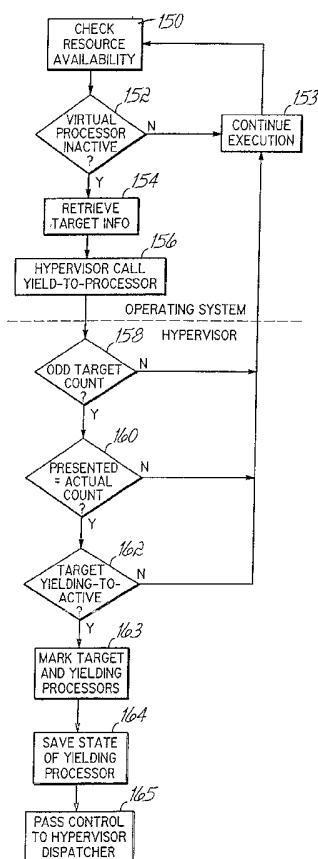 150
CHECK
RESOURCE
AVAILABILITY
152
VIRTUAL
PROCESSOR
INACTIVE
?
N
Y
153
CONTINUE
EXECUTION
154
RETRIEVE
TARGET INFO
156
HYPERVISOR CALL
YIELD-TO-PROCESSOR
OPERATING SYSTEM
HYPERVISOR
158
ODD TARGET
COUNT
?
N
Y
160
PRESENTED
= ACTUAL
COUNT
?
N
Y
162
TARGET
YIELDING-TO-
ACTIVE
?
N
Y
163
MARK TARGET
AND YIELDING
PROCESSORS
164
SAVE STATE
OF YIELDING
PROCESSOR
165
PASS CONTROL
TO HYPERVISOR
DISPATCHER